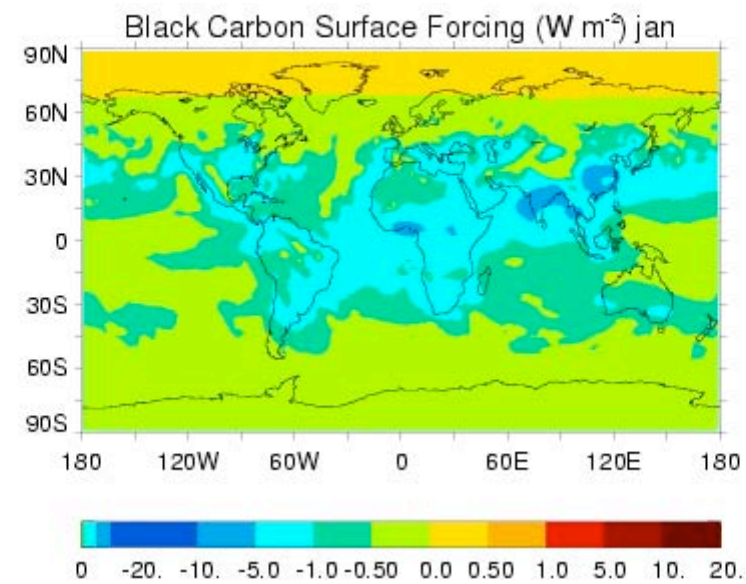 Black Carbon Surface Forcing (W m⁻²) jan
90N
60N
30N
0
30S
60S
90S
180 120W 60W 0 60E 120E 180
0 -20. -10. -5.0 -1.0 -0.50 0.0 0.50 1.0 5.0 10. 20.